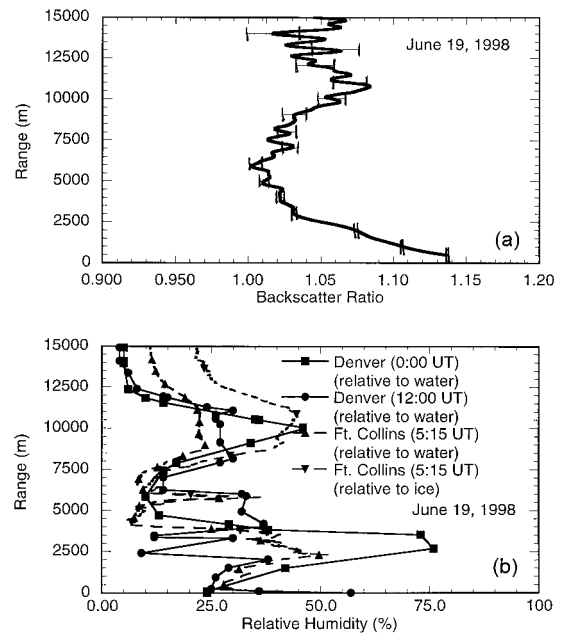 15000
12500
10000
7500
5000
2500
0
Range (m)
June 19, 1998
(a)
0.900 0.950 1.00 1.05 1.10 1.15 1.20
Backscatter Ratio
15000
12500
10000
7500
5000
2500
0
Range (m)
Denver (0:00 UT)
(relative to water)
Denver (12:00 UT)
(relative to water)
Ft. Collins (5:15 UT)
(relative to water)
Ft. Collins (5:15 UT)
(relative to ice)
June 19, 1998
(b)
0.00 25.0 50.0 75.0 100
Relative Humidity (%)